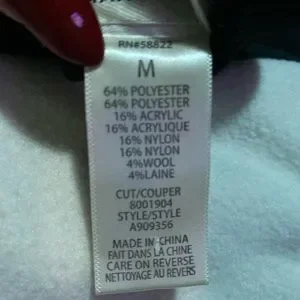 RN#58822
M
64% POLYESTER
64% POLYESTER
16% ACRYLIC
16% ACRYLIQUE
16% NYLON
16% NYLON
4%WOOL
4%LAINE
CUT/COUPER
8001904
STYLE/STYLE
A909356
MADE IN CHINA
FAIT DANS LA CHINE
CARE ON REVERSE
NETTOYAGE AU REVERS